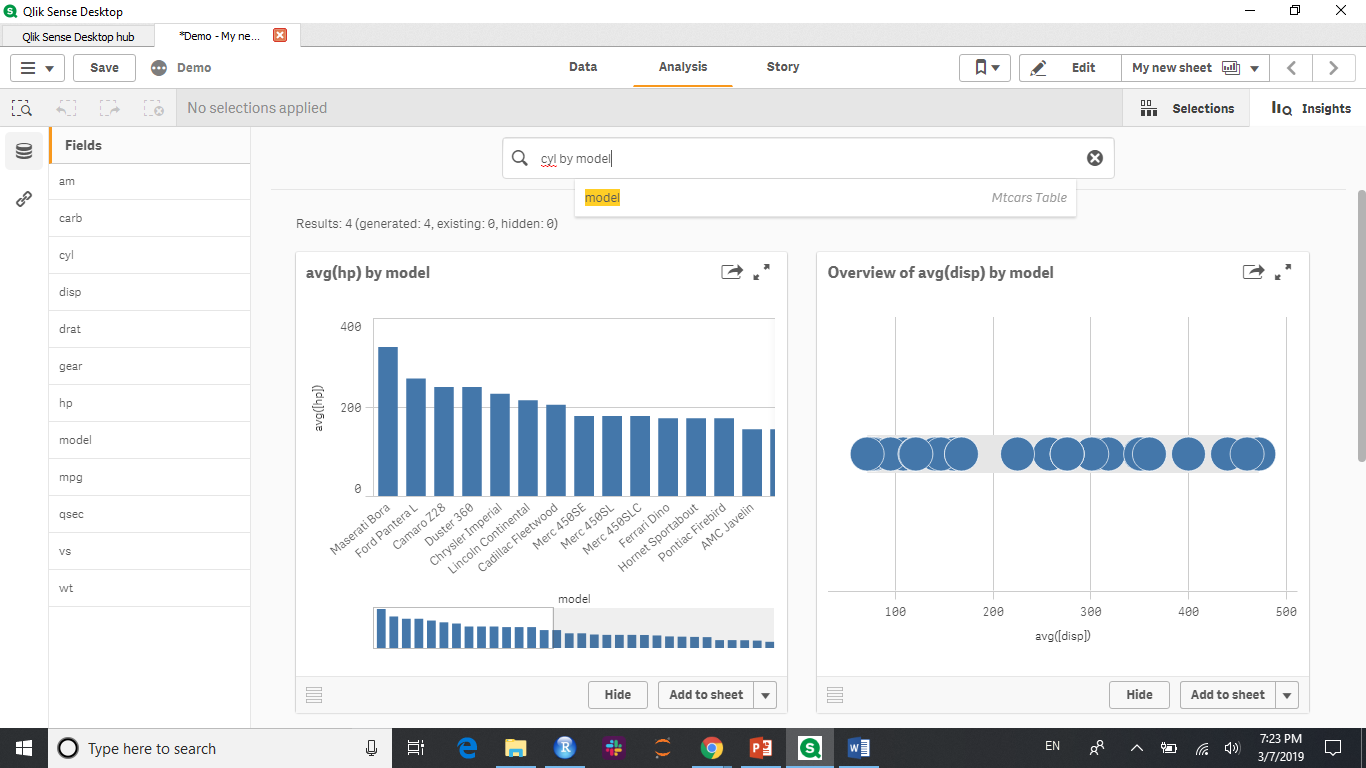 Qlik Sense Desktop
Qlik Sense Desktop hub
*Demo - My ne...
Save
Demo
Data
Analysis
Story
Edit
My new sheet
No selections applied
Selections
Insights
Fields
am
carb
cyl
disp
drat
gear
hp
model
mpg
qsec
vs
wt
cyl by model
model
Mtcars Table
Results: 4 (generated: 4, existing: 0, hidden: 0)
avg(hp) by model
400
200
0
avg([hp])
Maserati Bora
Ford Pantera L
Camaro Z28
Duster 360
Chrysler Imperial
Lincoln Continental
Cadillac Fleetwood
Merc 450SE
Merc 450SL
Merc 450SLC
Ferrari Dino
Hornet Sportabout
Pontiac Firebird
AMC Javelin
model
Hide
Add to sheet
Overview of avg(disp) by model
100
200
300
400
500
avg([disp])
Hide
Add to sheet
Type here to search
EN
7:23 PM
3/7/2019